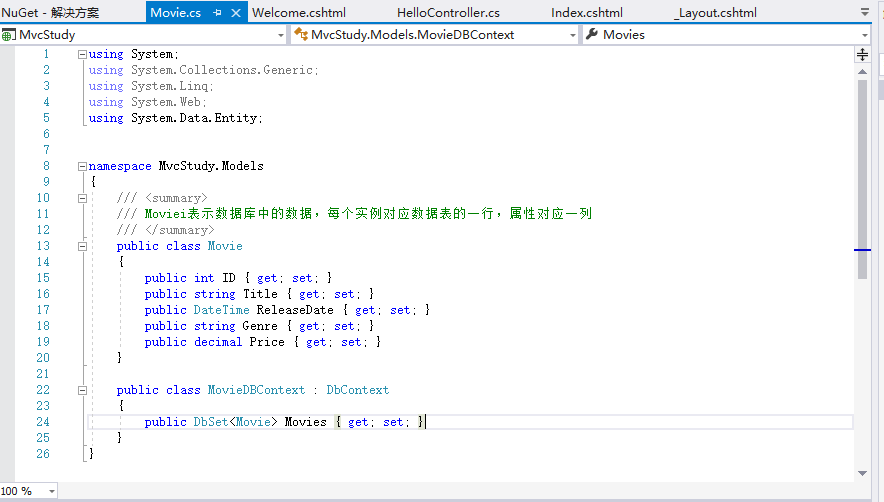 NuGet - 解决方案 Movie.cs Welcome.cshtml HelloController.cs Index.cshtml _Layout.cshtml
MvcStudy MvcStudy.Models.MovieDBContext Movies
1 using System;
2 using System.Collections.Generic;
3 using System.Linq;
4 using System.Web;
5 using System.Data.Entity;
6
7
8 namespace MvcStudy.Models
9 {
10 /// <summary>
11 /// Moviei表示数据库中的数据，每个实例对应数据表的一行，属性对应一列
12 /// </summary>
13 public class Movie
14 {
15 public int ID { get; set; }
16 public string Title { get; set; }
17 public DateTime ReleaseDate { get; set; }
18 public string Genre { get; set; }
19 public decimal Price { get; set; }
20 }
21
22 public class MovieDBContext : DbContext
23 {
24 public DbSet<Movie> Movies { get; set; }
25 }
26 }
100 %